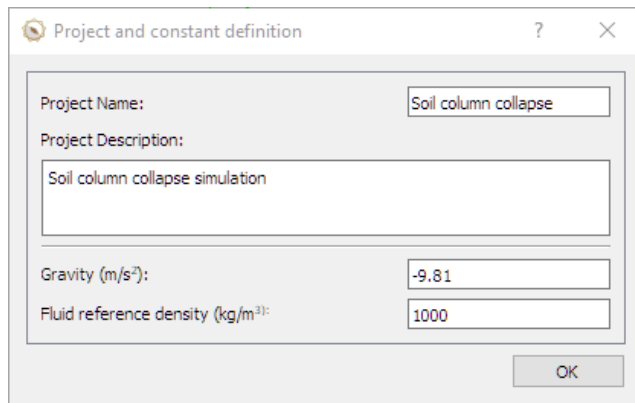 Project and constant definition
?
Project Name:
Soil column collapse
Project Description:
Soil column collapse simulation
Gravity (m/s²):
-9.81
Fluid reference density (kg/m³⁾:
1000
OK